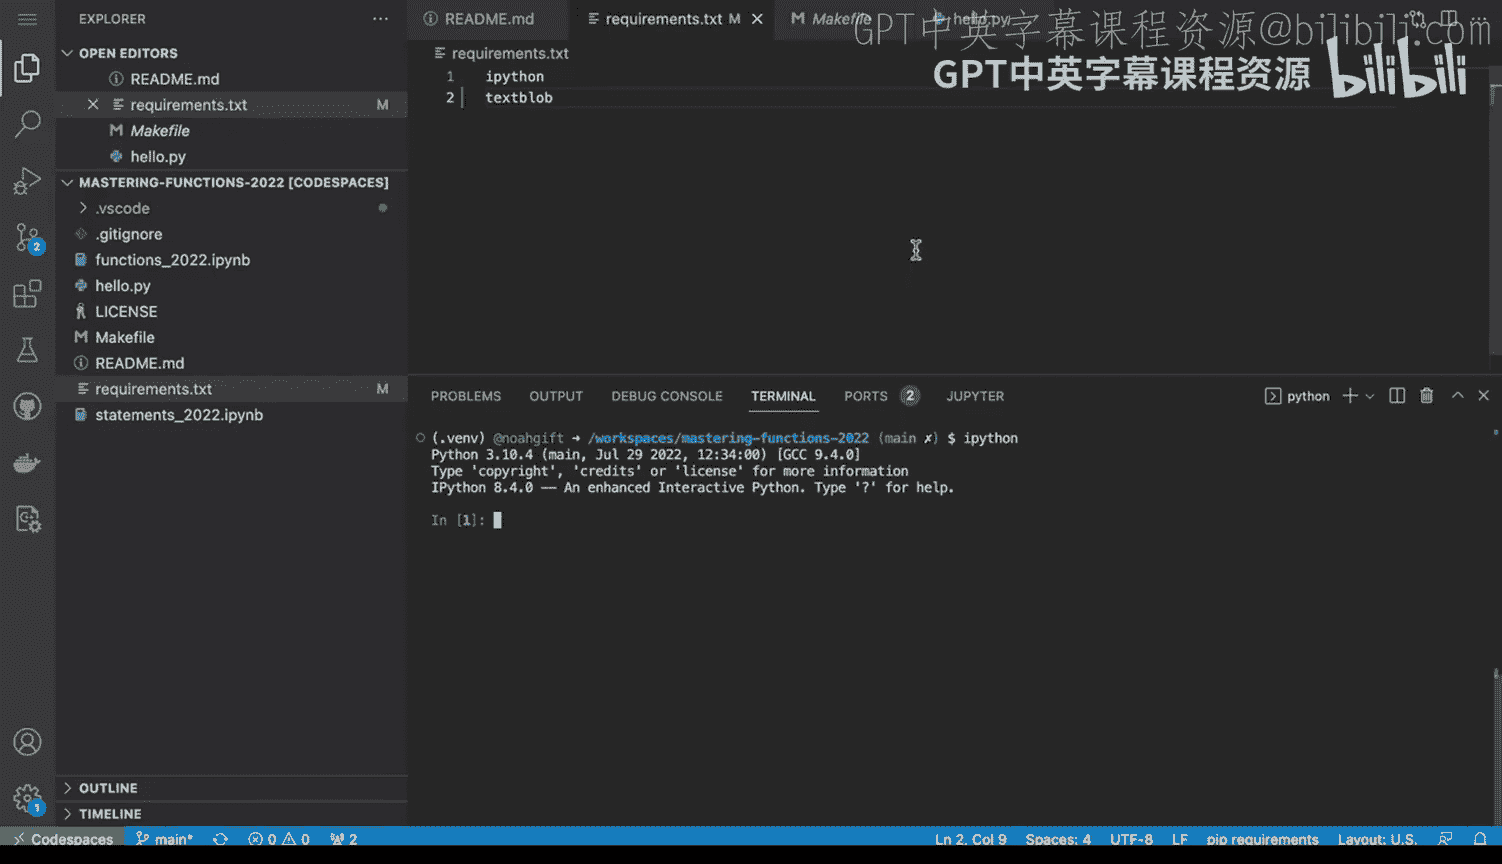 EXPLORER
README.md
requirements.txt M
Makefile
hello.py
GPT中英字幕课程资源@bilibili.com
GPT中英字幕课程资源 bilibili
OPEN EDITORS
README.md
requirements.txt M
Makefile
hello.py
MASTERING-FUNCTIONS-2022 [CODESPACES]
.vscode
.gitignore
functions_2022.ipynb
hello.py
LICENSE
Makefile
README.md
requirements.txt M
statements_2022.ipynb
OUTLINE
TIMELINE
requirements.txt
1 ipython
2 textblob
PROBLEMS OUTPUT DEBUG CONSOLE TERMINAL PORTS 2 JUPYTER
python
(.venv) @noahgift ➜ /workspaces/mastering-functions-2022 (main ✗) $ ipython
Python 3.10.4 (main, Jul 29 2022, 12:34:00) [GCC 9.4.0]
Type 'copyright', 'credits' or 'license' for more information
IPython 8.4.0 -- An enhanced Interactive Python. Type '?' for help.
In [1]:
2
1
Codespaces main* 0 0 2 Ln 2, Col 9 Spaces: 4 UTF-8 LF pip requirements Layout: U.S.